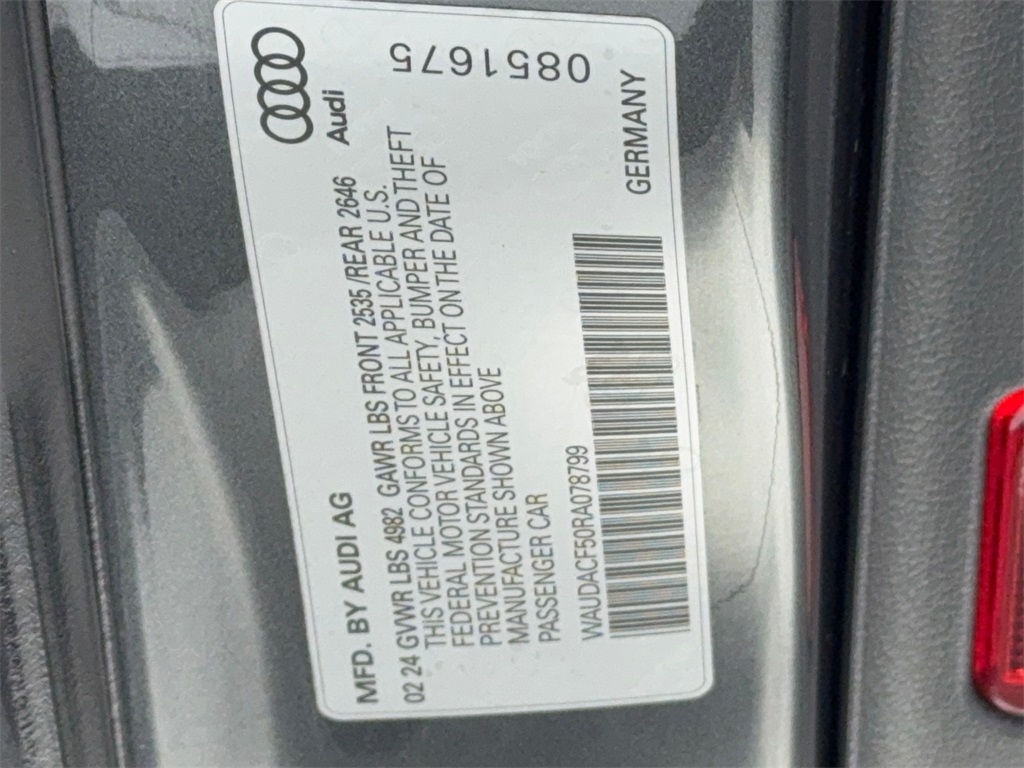 MFD. BY AUDI AG
Audi
02 24 GVWR LBS 4982 GAWR LBS FRONT 2535/REAR 2646
THIS VEHICLE CONFORMS TO ALL APPLICABLE U.S.
FEDERAL MOTOR VEHICLE SAFETY, BUMPER AND THEFT
PREVENTION STANDARDS IN EFFECT ON THE DATE OF
MANUFACTURE SHOWN ABOVE
PASSENGER CAR
WAUDACF50RA078799
GERMANY
0851675